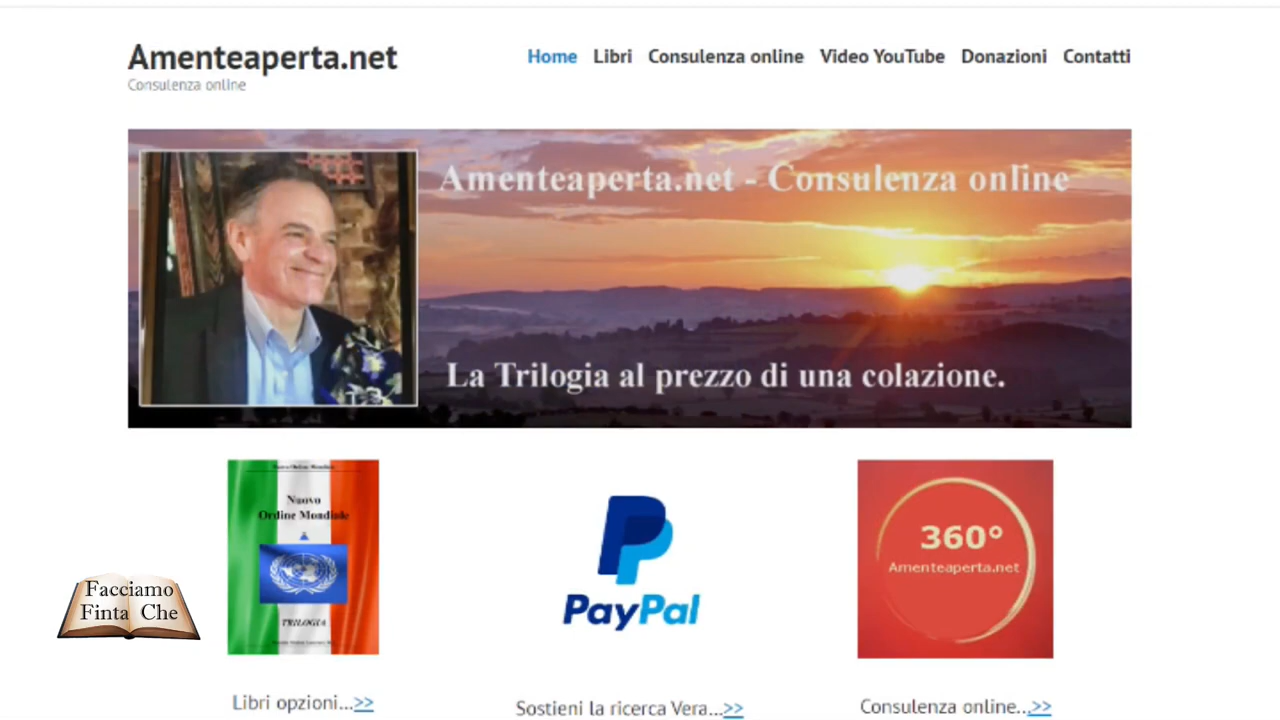 Amenteaperta.net
Consulenza online
Home Libri Consulenza online Video YouTube Donazioni Contatti
Amenteaperta.net - Consulenza online
La Trilogia al prezzo di una colazione.
Nuovo
Ordine Mondiale
TRILOGIA
PayPal
360°
Amenteaperta.net
Facciamo
Finta Che
Libri opzioni...>>
Sostieni la ricerca Vera...>>
Consulenza online...>>